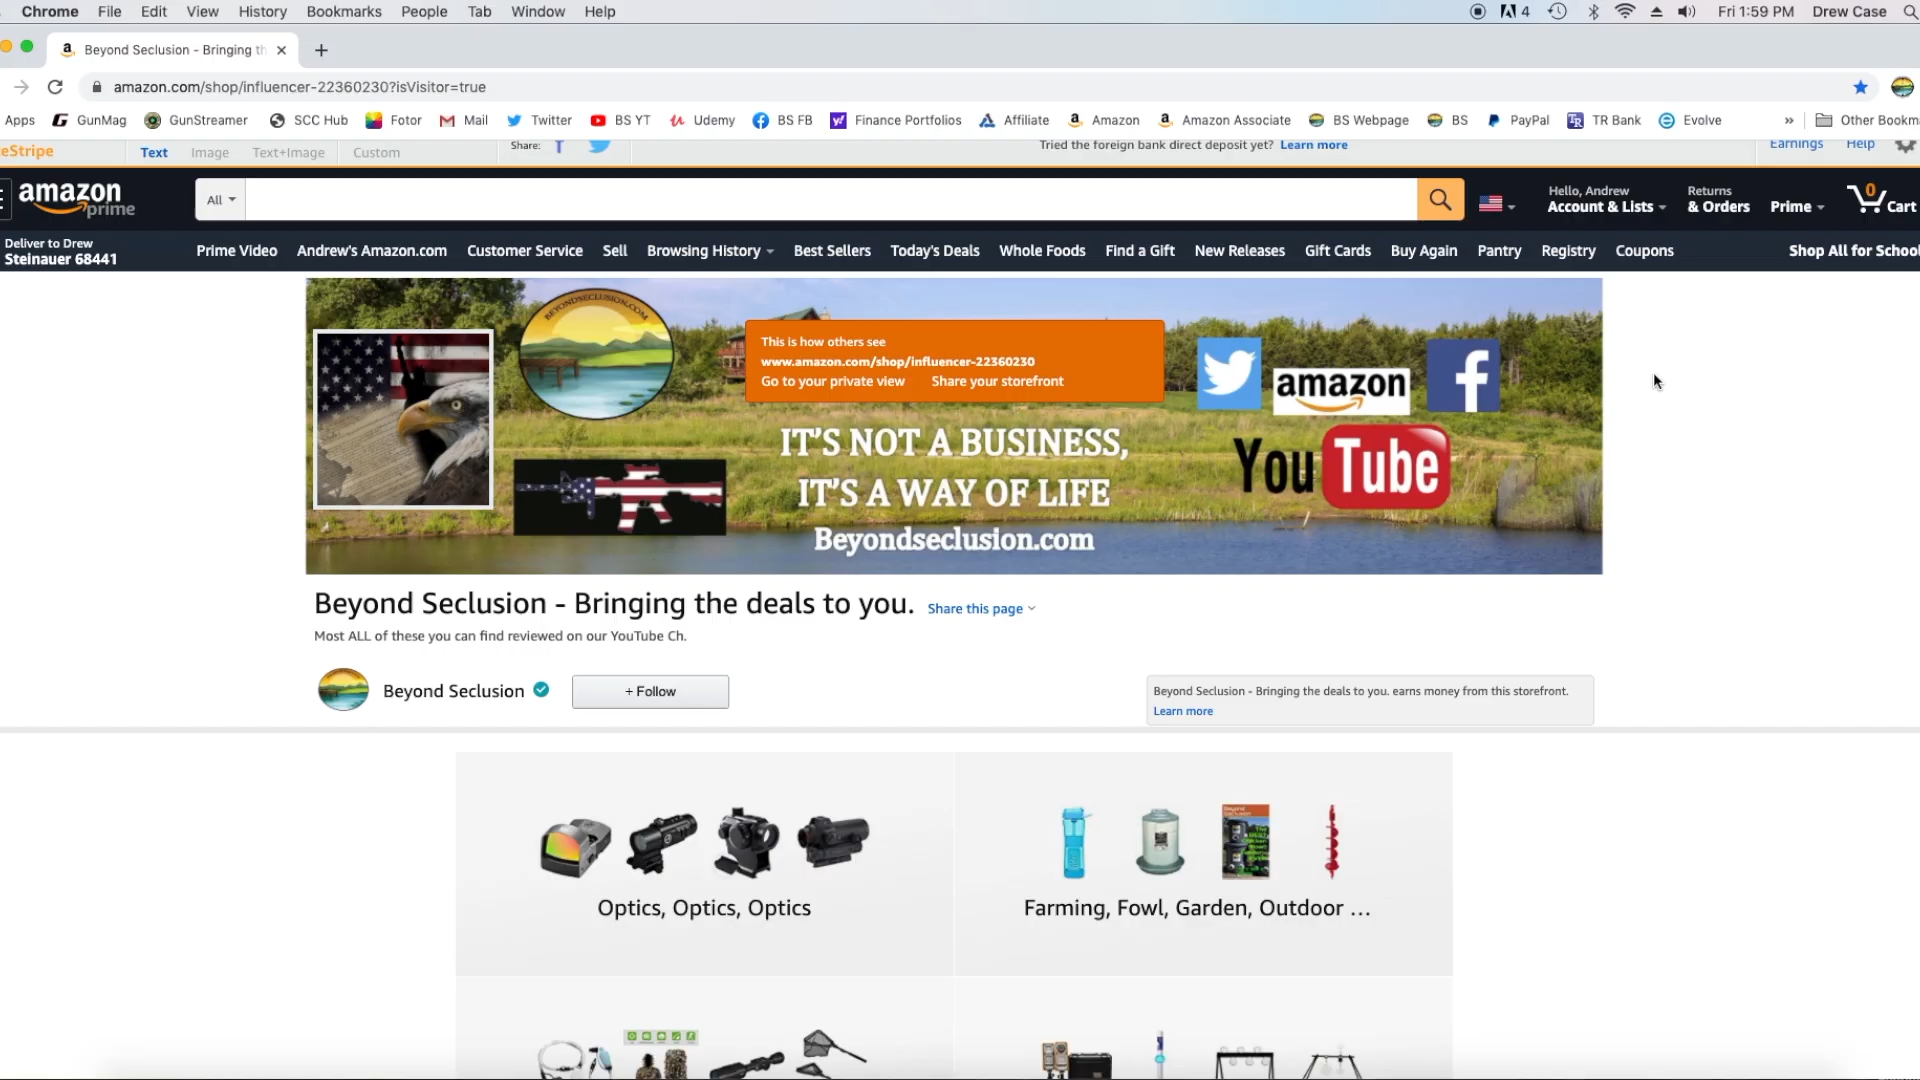 Chrome File Edit View History Bookmarks People Tab Window Help 4 Fri 1:59 PM Drew Case
Beyond Seclusion - Bringing th
amazon.com/shop/influencer-22360230?isVisitor=true
Apps GunMag GunStreamer SCC Hub Fotor Mail Twitter BS YT Udemy BS FB Finance Portfolios Affiliate Amazon Amazon Associate BS Webpage BS PayPal TR Bank Evolve » Other Bookm
eStripe Text Image Text+Image Custom Share: Tried the foreign bank direct deposit yet? Learn more Earnings Help
amazon prime All Hello, Andrew Account & Lists Returns & Orders Prime 0 Cart
Deliver to Drew
Steinauer 68441
Prime Video Andrew's Amazon.com Customer Service Sell Browsing History Best Sellers Today's Deals Whole Foods Find a Gift New Releases Gift Cards Buy Again Pantry Registry Coupons Shop All for School
BEYONDSECLUSION.COM
This is how others see
www.amazon.com/shop/influencer-22360230
Go to your private view Share your storefront
amazon
YouTube
IT'S NOT A BUSINESS,
IT'S A WAY OF LIFE
Beyondseclusion.com
Beyond Seclusion - Bringing the deals to you. Share this page
Most ALL of these you can find reviewed on our YouTube Ch.
Beyond Seclusion + Follow
Beyond Seclusion - Bringing the deals to you. earns money from this storefront.
Learn more
Optics, Optics, Optics
Farming, Fowl, Garden, Outdoor …